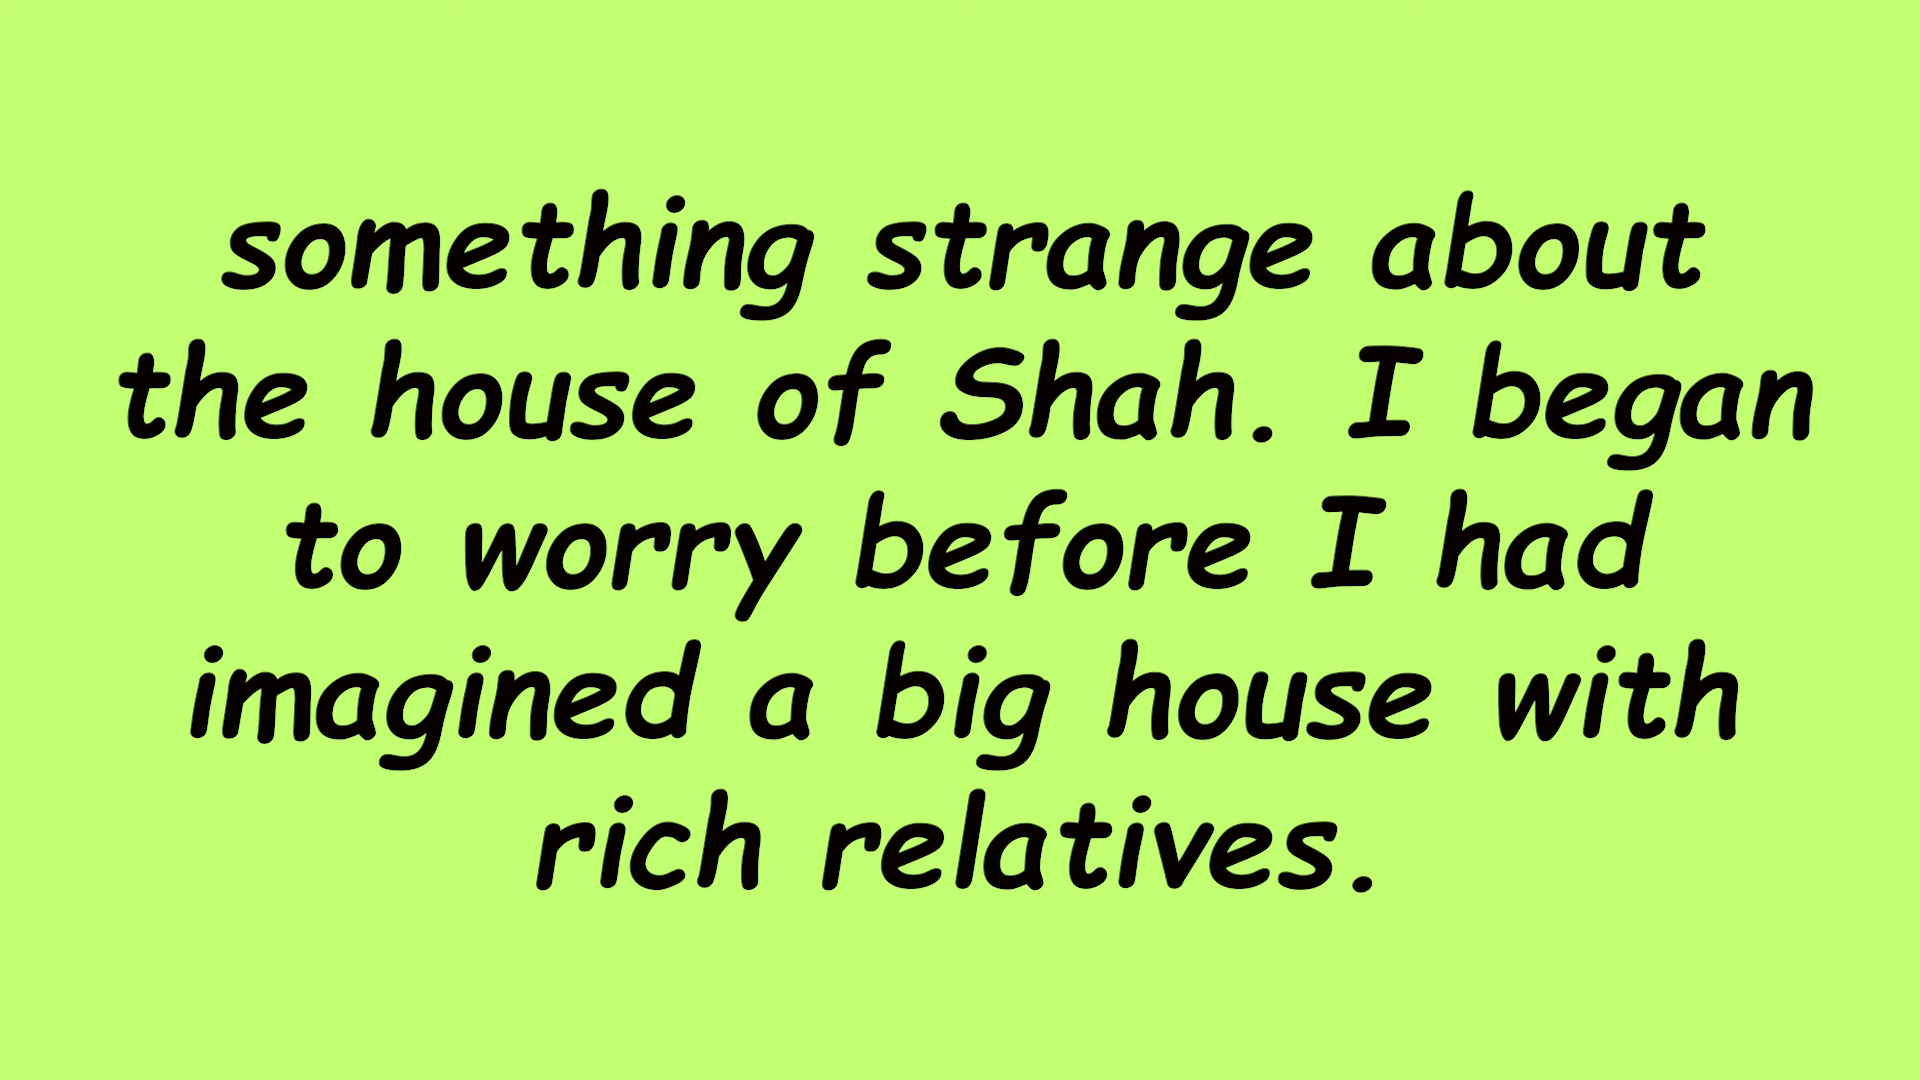 something strange about
the house of Shah. I began
to worry before I had
imagined a big house with
rich relatives.